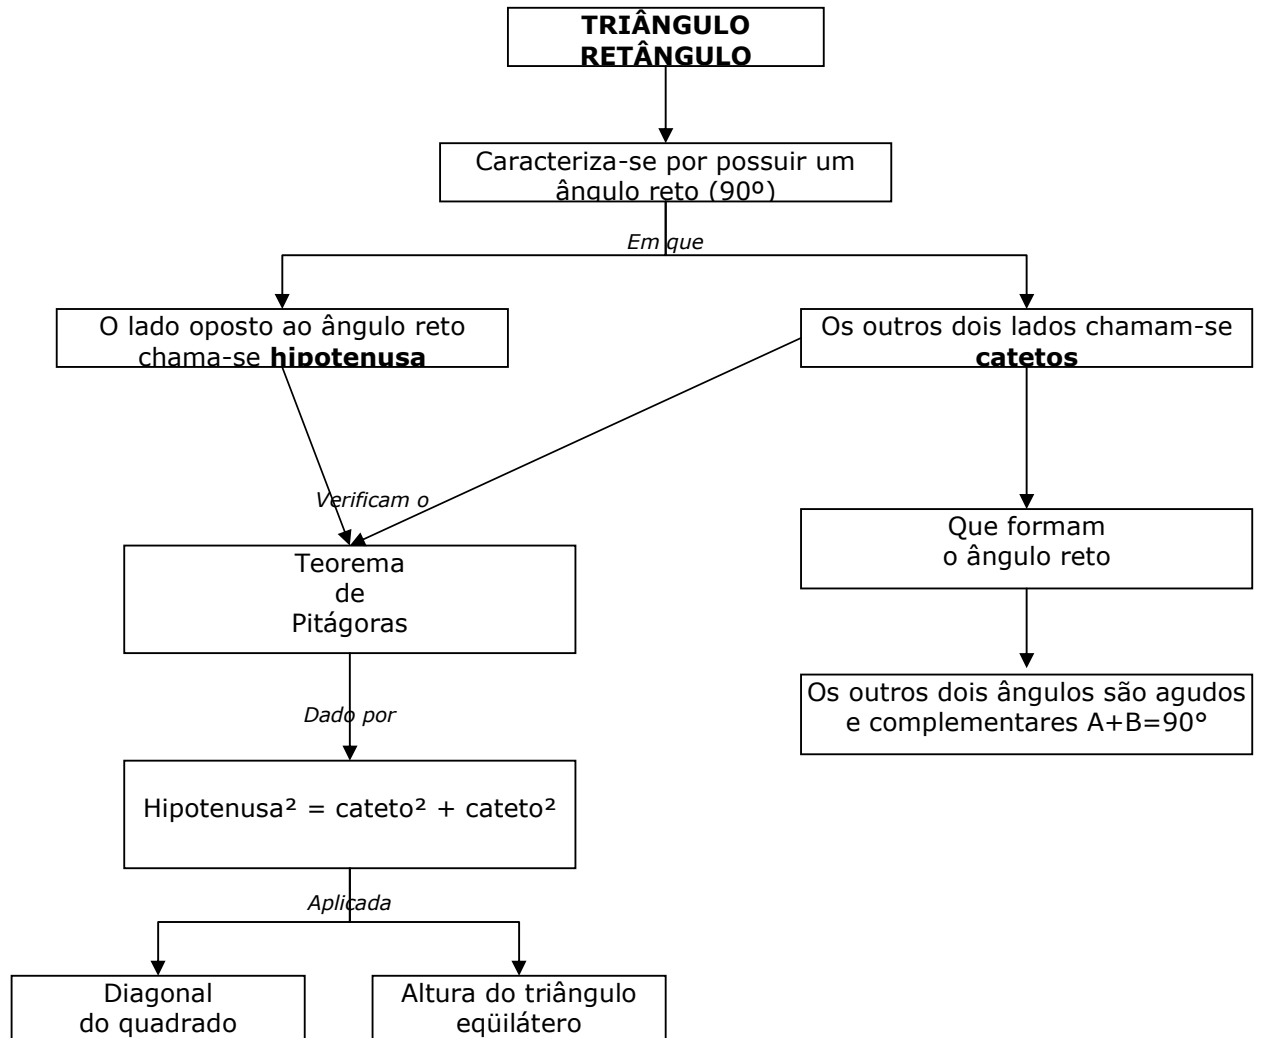 TRIÂNGULO
RETÂNGULO
Caracteriza-se por possuir um
ângulo reto (90º)
Em que
O lado oposto ao ângulo reto
chama-se hipotenusa
Os outros dois lados chamam-se
catetos
Verificam o
Teorema
de
Pitágoras
Que formam
o ângulo reto
Os outros dois ângulos são agudos
e complementares A+B=90°
Dado por
Hipotenusa² = cateto² + cateto²
Aplicada
Diagonal
do quadrado
Altura do triângulo
eqüilátero